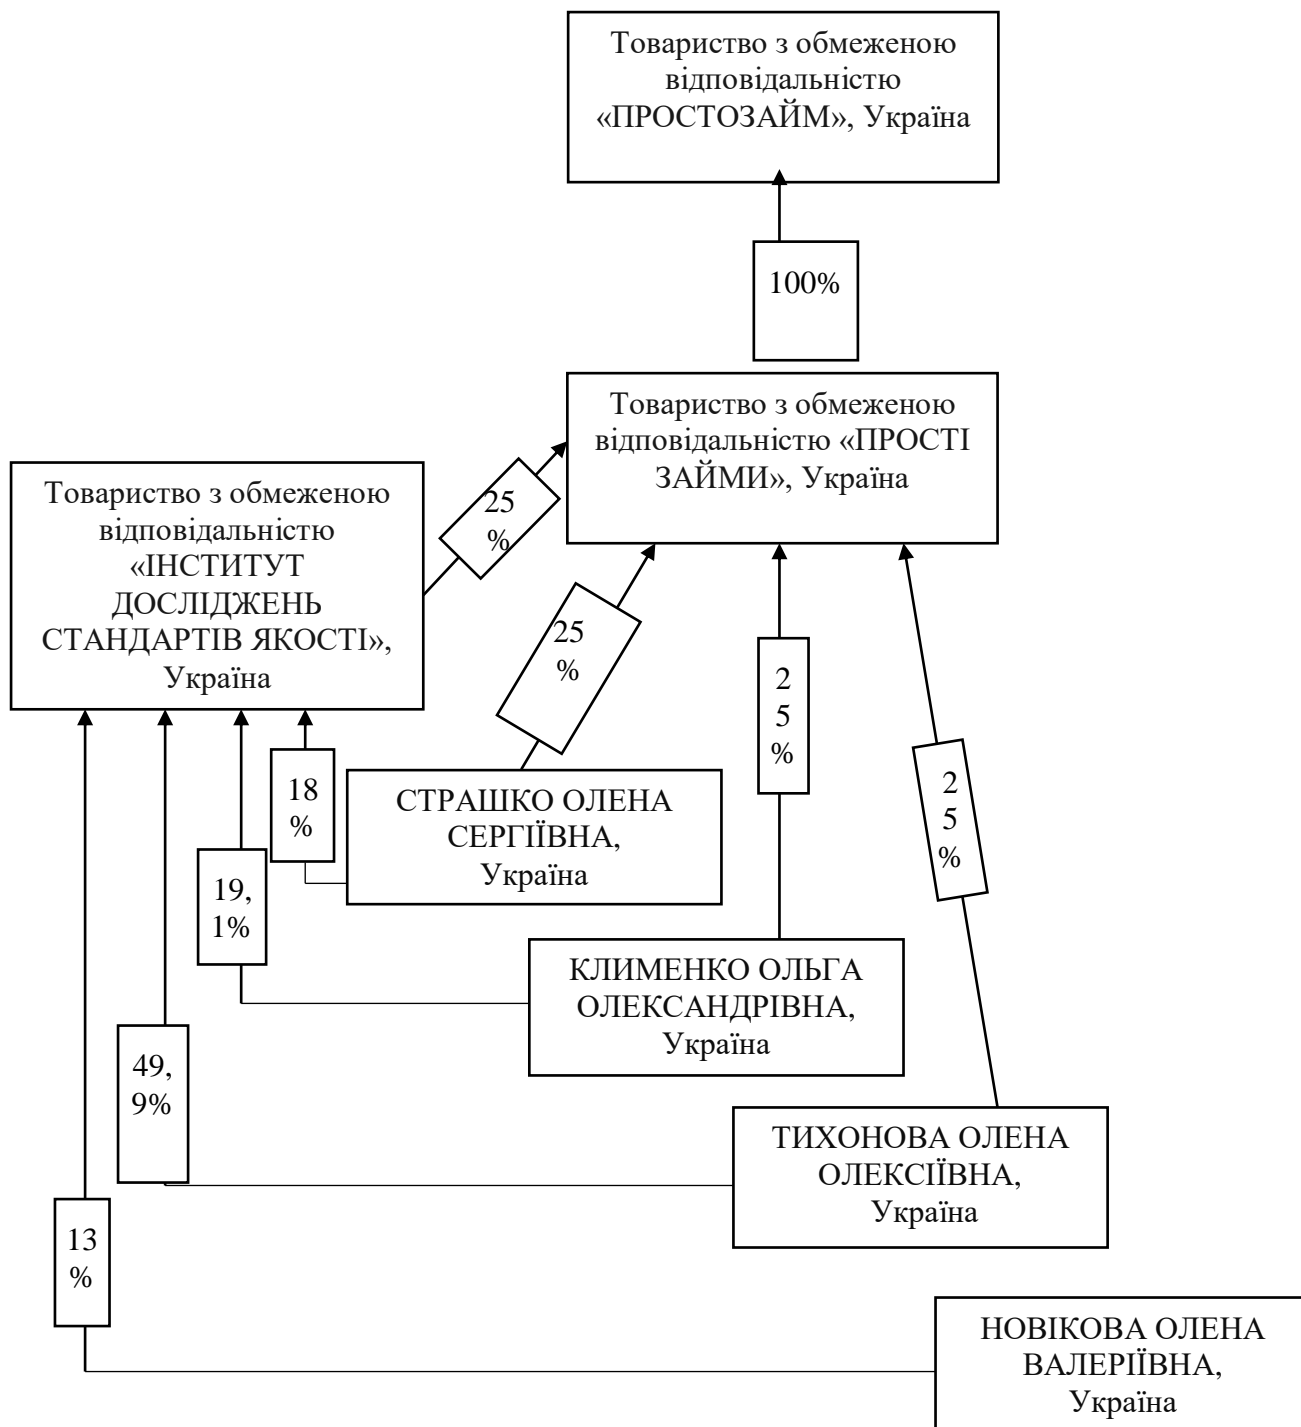 Товариство з обмеженою
відповідальністю
«ПРОСТОЗАЙМ», Україна
100%
Товариство з обмеженою
відповідальністю «ПРОСТІ
ЗАЙМИ», Україна
Товариство з обмеженою
відповідальністю
«ІНСТИТУТ
ДОСЛІДЖЕНЬ
СТАНДАРТІВ ЯКОСТІ»,
Україна
25
%
25
%
2
5
%
2
5
%
18
%
СТРАШКО ОЛЕНА
СЕРГІЇВНА,
Україна
19,
1%
КЛИМЕНКО ОЛЬГА
ОЛЕКСАНДРІВНА,
Україна
49,
9%
ТИХОНОВА ОЛЕНА
ОЛЕКСІЇВНА,
Україна
13
%
НОВІКОВА ОЛЕНА
ВАЛЕРІЇВНА,
Україна